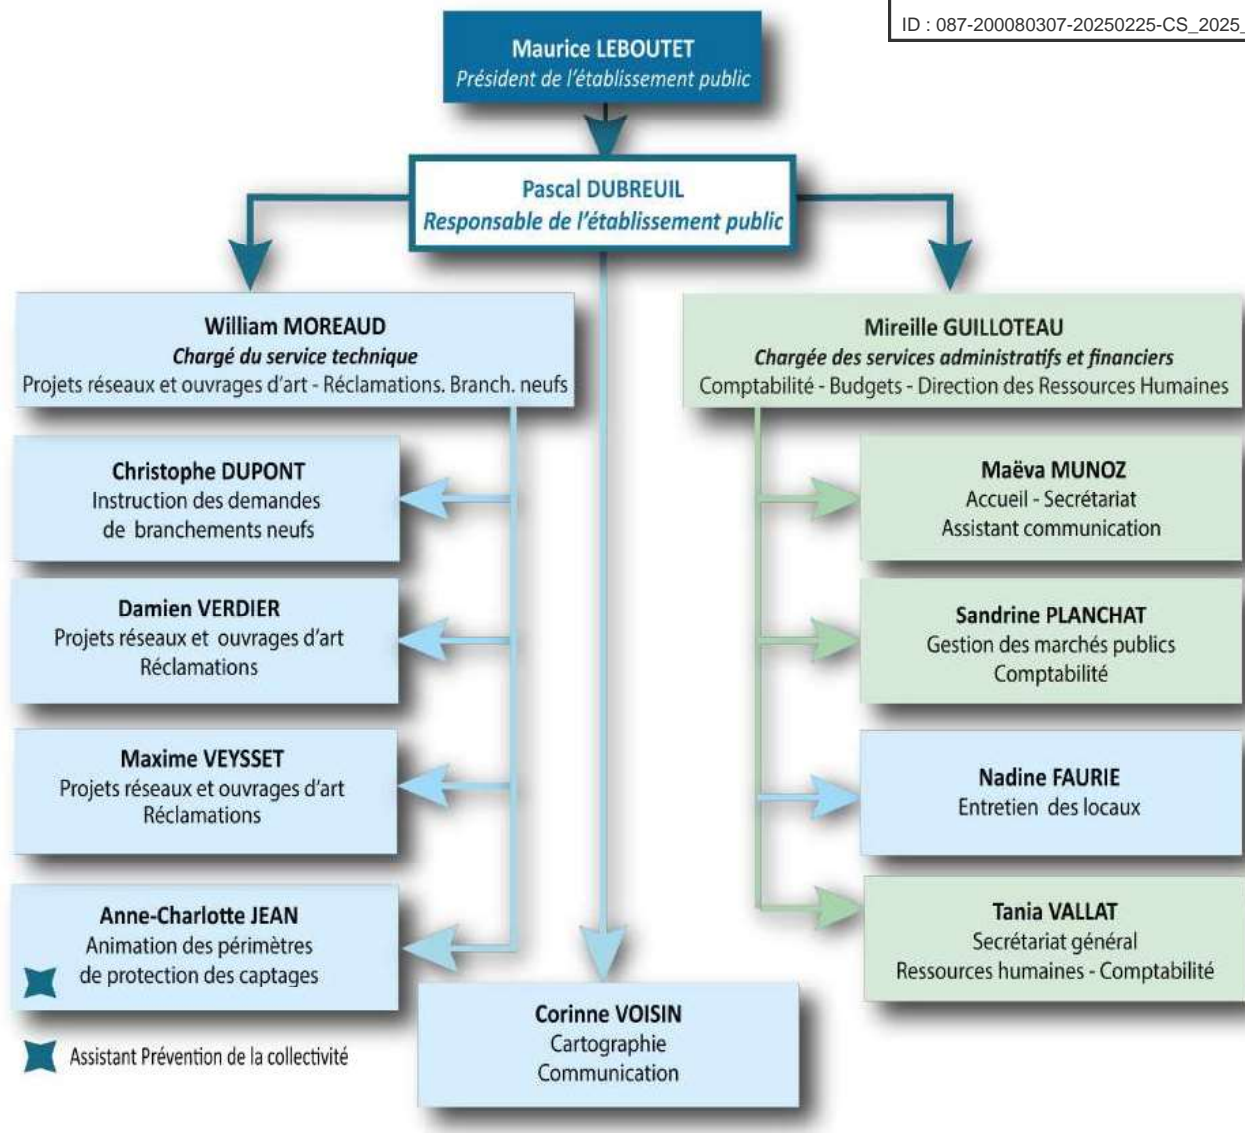 ID : 087-200080307-20250225-CS_2025_
Maurice LEBOUTET
Président de l'établissement public
Pascal DUBREUIL
Responsable de l'établissement public
William MOREAUD
Chargé du service technique
Projets réseaux et ouvrages d'art - Réclamations. Branch. neufs
Mireille GUILLOTEAU
Chargée des services administratifs et financiers
Comptabilité - Budgets - Direction des Ressources Humaines
Christophe DUPONT
Instruction des demandes
de branchements neufs
Damien VERDIER
Projets réseaux et ouvrages d'art
Réclamations
Maxime VEYSSET
Projets réseaux et ouvrages d'art
Réclamations
Anne-Charlotte JEAN
Animation des périmètres
de protection des captages
Assistant Prévention de la collectivité
Corinne VOISIN
Cartographie
Communication
Maëva MUNOZ
Accueil - Secrétariat
Assistant communication
Sandrine PLANCHAT
Gestion des marchés publics
Comptabilité
Nadine FAURIE
Entretien des locaux
Tania VALLAT
Secrétariat général
Ressources humaines - Comptabilité